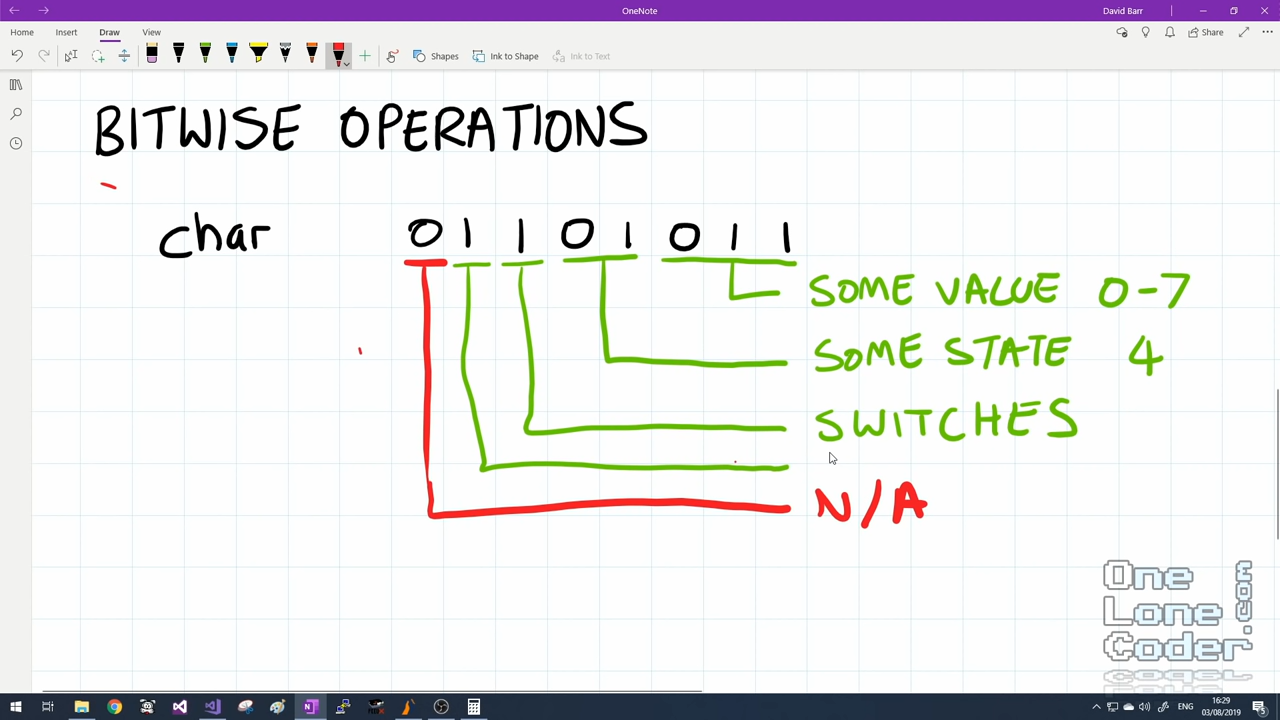 OneNote
David Barr
Home Insert Draw View
Share
Shapes Ink to Shape Ink to Text
BITWISE OPERATIONS
char 0 1 1 0 1 0 1 1
SOME VALUE 0-7
SOME STATE 4
SWITCHES
N/A
One
Lone
Coder.com
ENG 16:29
03/08/2019
5